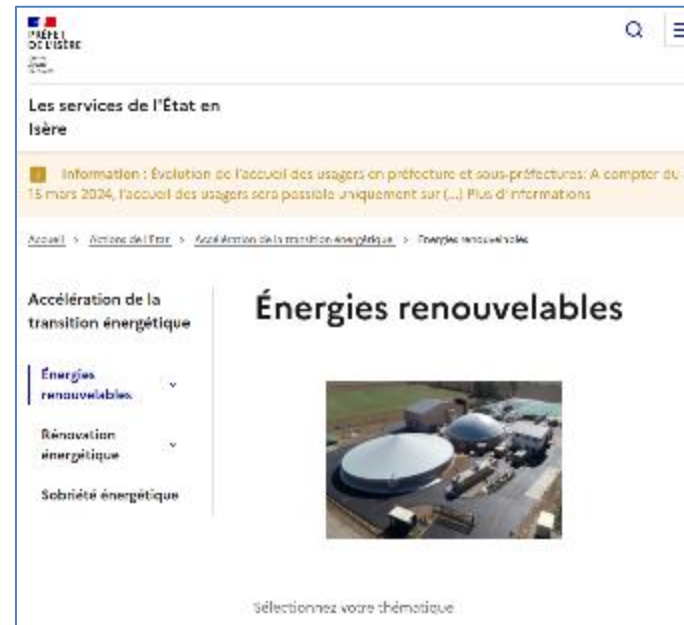 PRÉFET
DE L'ISÈRE
Les services de l'État en
Isère
Information : Évolution de l'accueil des usagers en préfecture et sous-préfectures: A compter du
15 mars 2024, l'accueil des usagers sera possible uniquement sur (...) Plus d'informations
Accueil > Actions de l'État > Accélération de la transition énergétique > Énergies renouvelables
Accélération de la
transition énergétique
Énergies renouvelables
Énergies
renouvelables
Rénovation
énergétique
Sobriété énergétique
Sélectionnez votre thématique